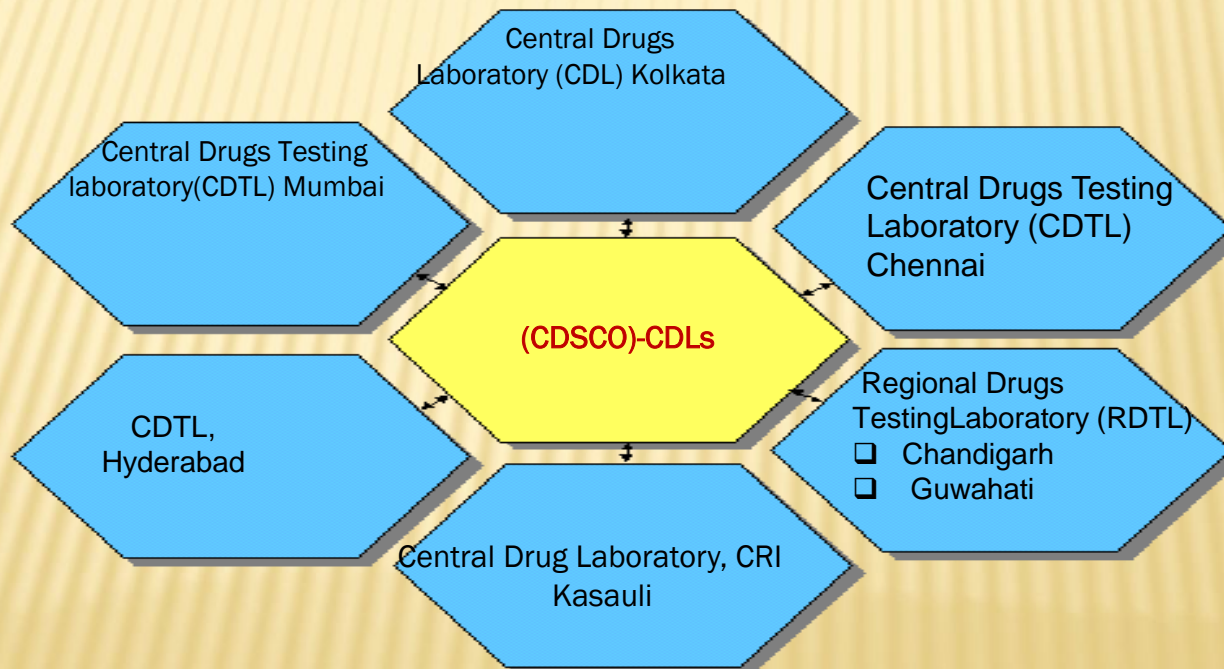 Central Drugs
Laboratory (CDL) Kolkata
Central Drugs Testing
laboratory(CDTL) Mumbai
Central Drugs Testing
Laboratory (CDTL)
Chennai
(CDSCO)-CDLs
CDTL,
Hyderabad
Regional Drugs
TestingLaboratory (RDTL)
❑ Chandigarh
❑ Guwahati
Central Drug Laboratory, CRI
Kasauli